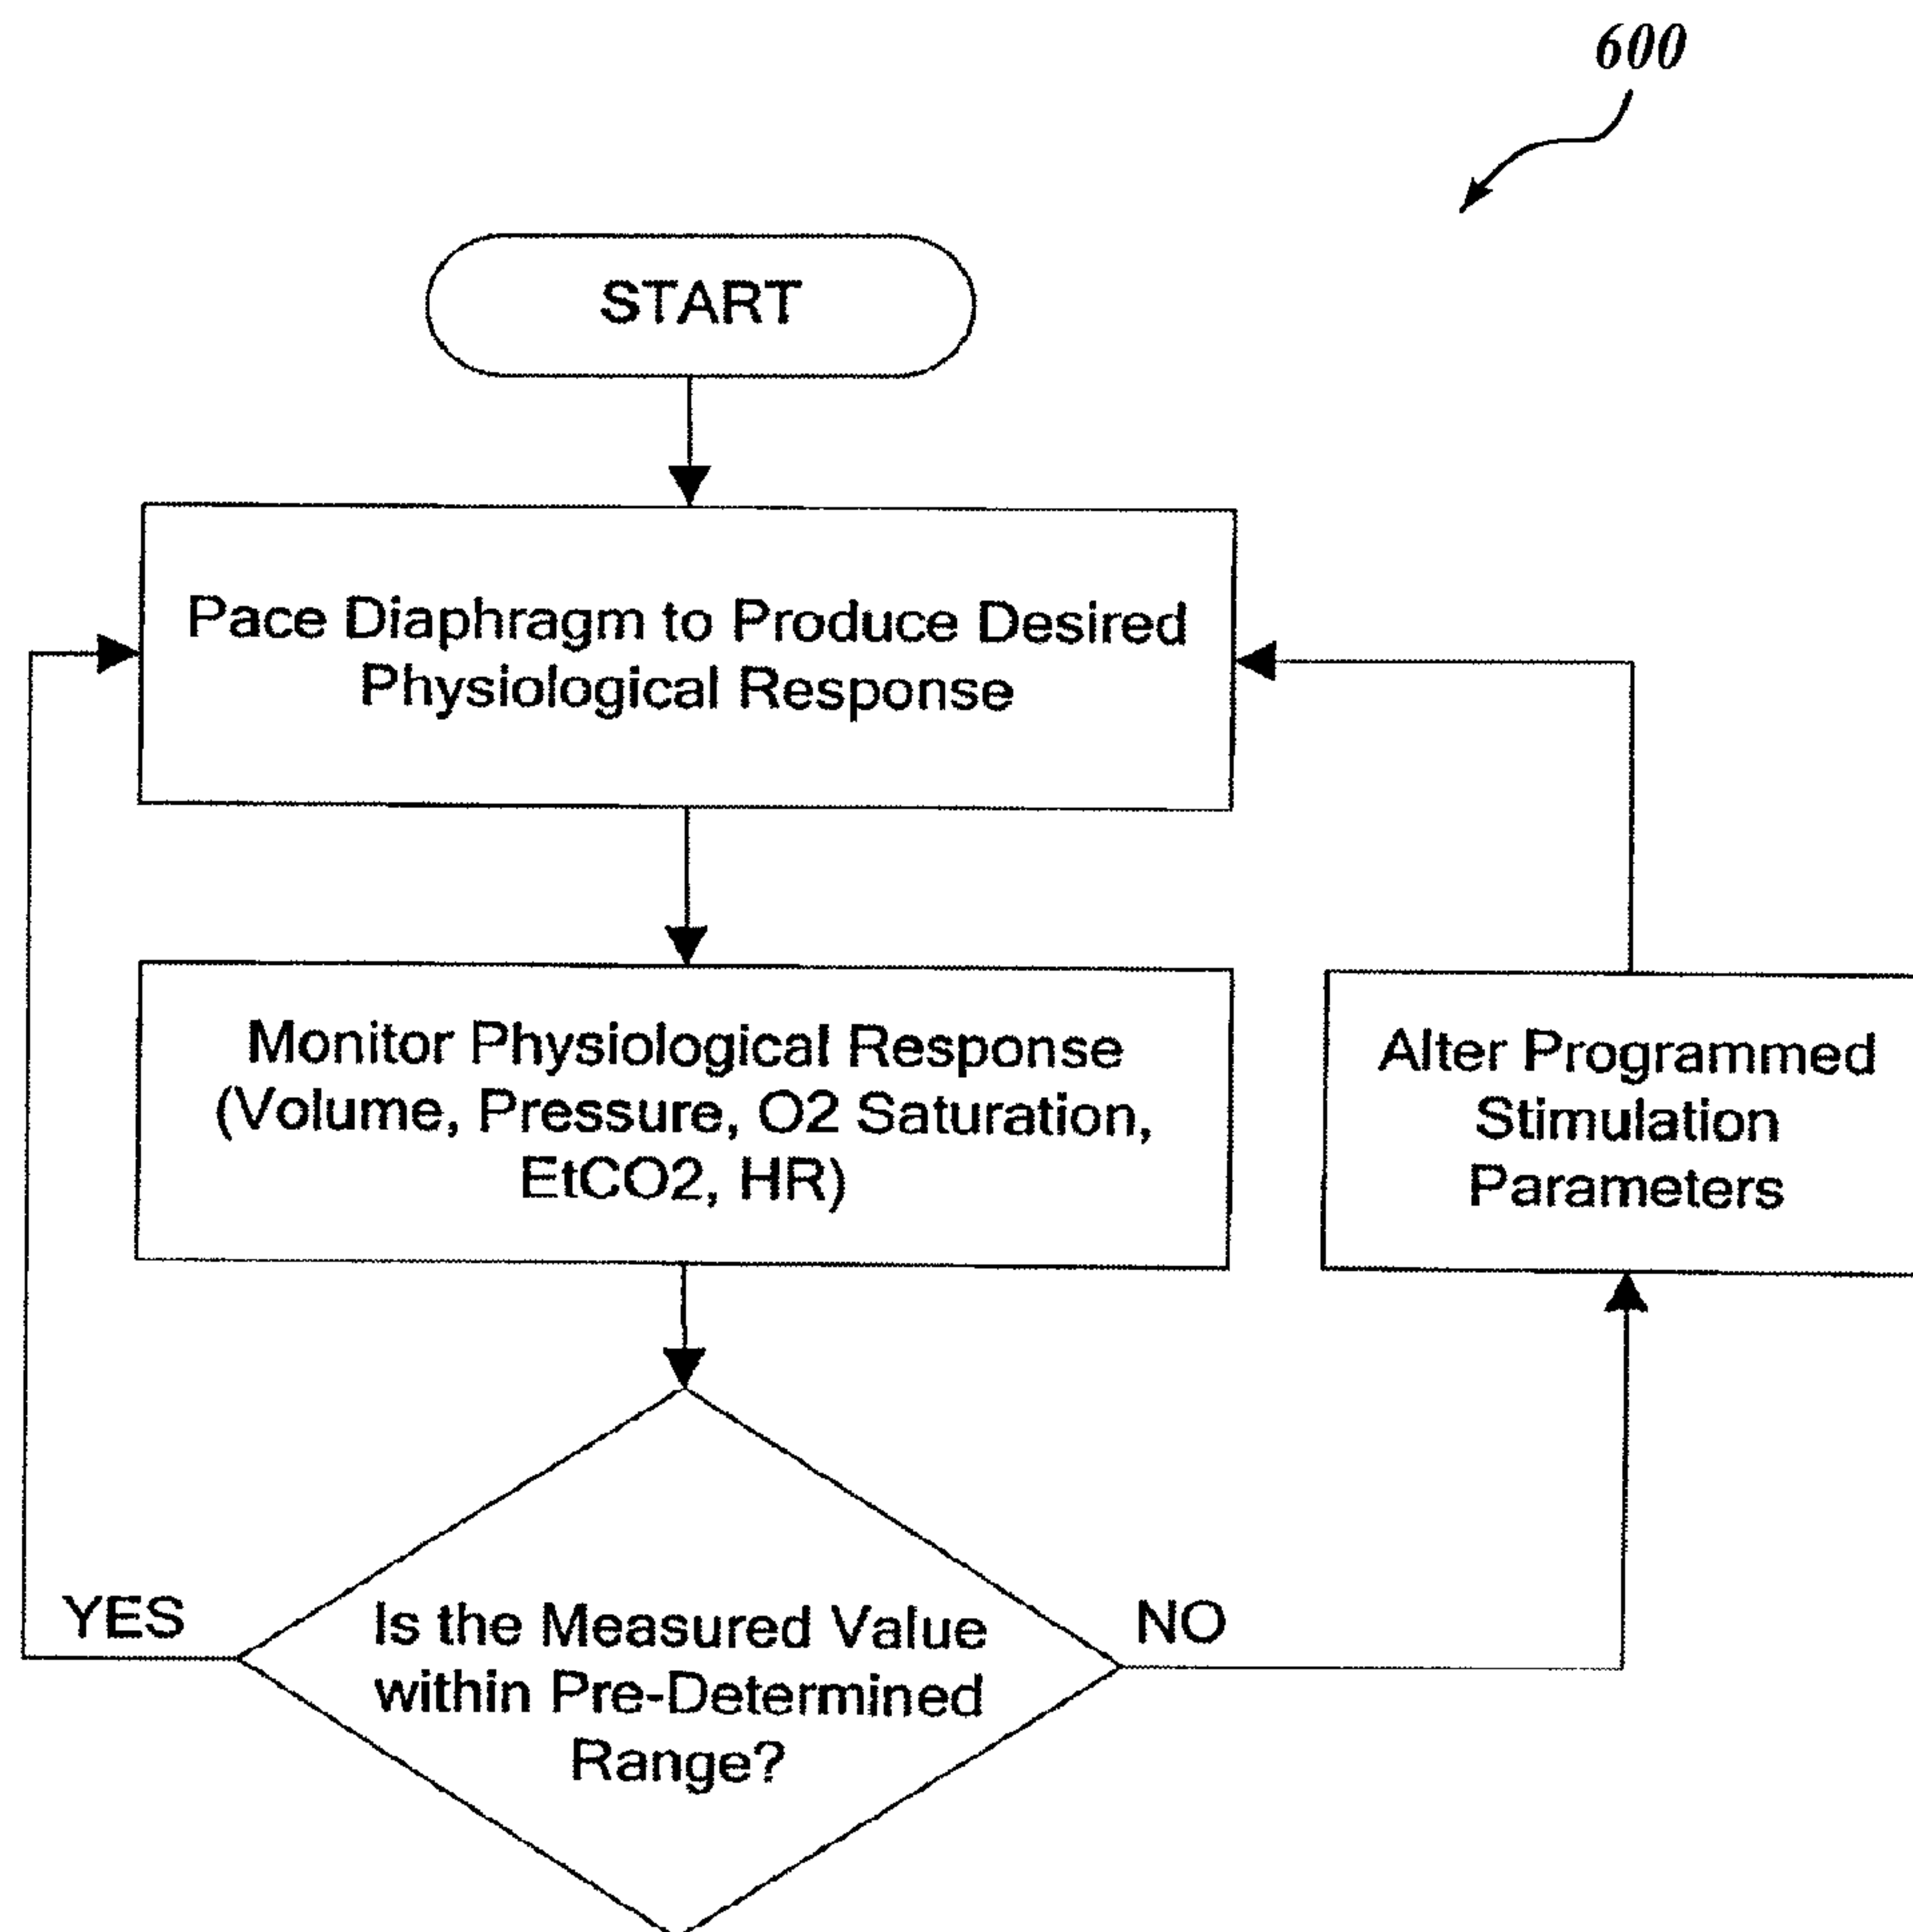 600
START
Pace Diaphragm to Produce Desired
Physiological Response
Monitor Physiological Response
(Volume, Pressure, O2 Saturation,
EtCO2, HR)
Alter Programmed
Stimulation
Parameters
YES
Is the Measured Value
within Pre-Determined
Range?
NO